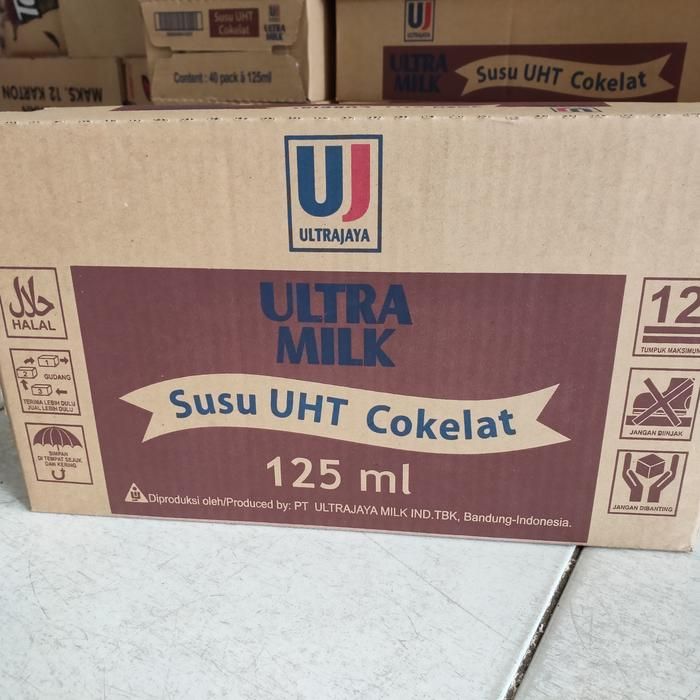 Susu UHT
Cokelat
ULTRA
MILK
Content : 40 pack à 125ml
MAKS. 12 KARTON
UJ
ULTRAJAYA
ULTRA
MILK
Susu UHT Cokelat
UJ
ULTRAJAYA
ULTRA
MILK
Susu UHT Cokelat
125 ml
Diproduksi oleh/Produced by: PT ULTRAJAYA MILK IND.TBK, Bandung-Indonesia.
حلال
HALAL
1
2
3
GUDANG
TERIMA LEBIH DULU
JUAL LEBIH DULU
SIMPAN
DI TEMPAT SEJUK
DAN KERING
12
TUMPUK MAKSIMUM
JANGAN DIINJAK
JANGAN DIBANTING